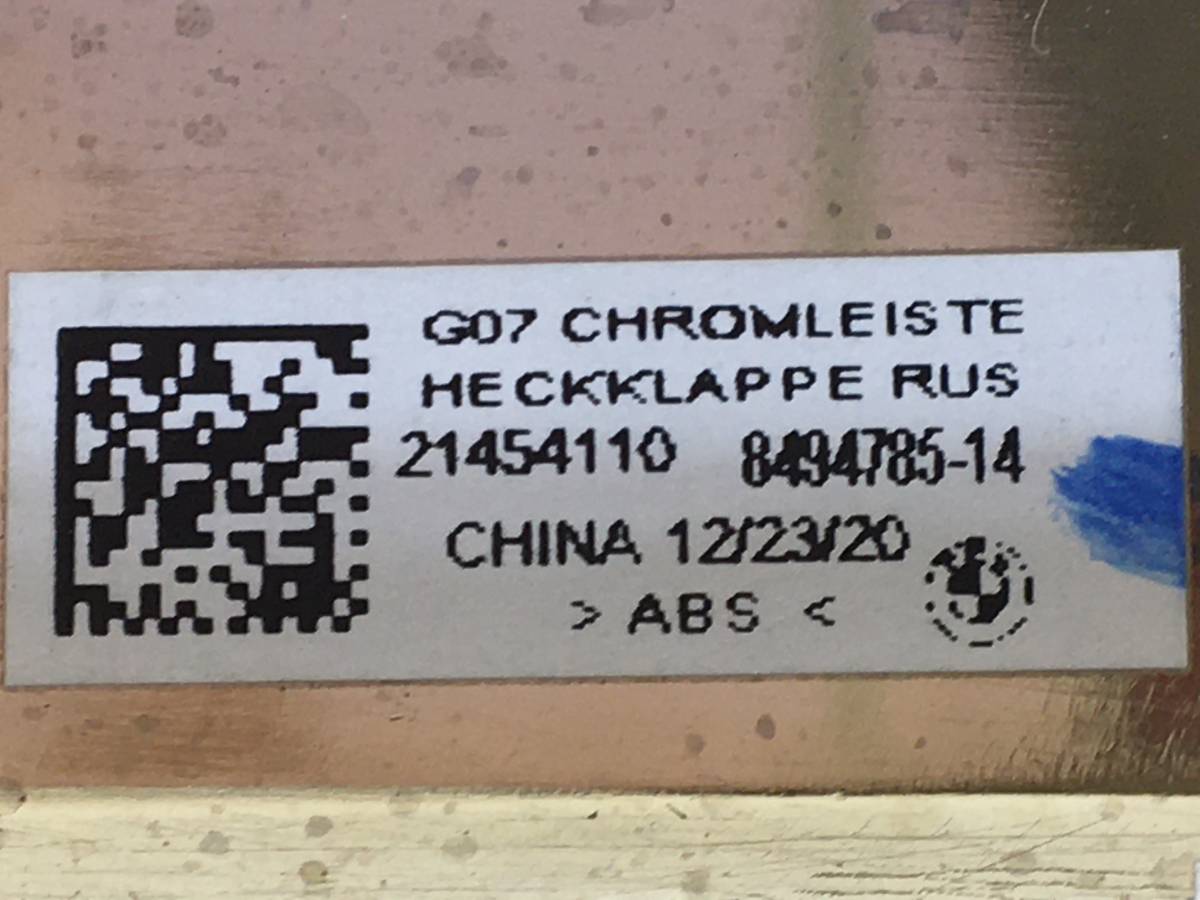 G07 CHROMLEISTE
HECKKLAPPE RUS
21454110 8494785-14
CHINA 12/23/20
> ABS <